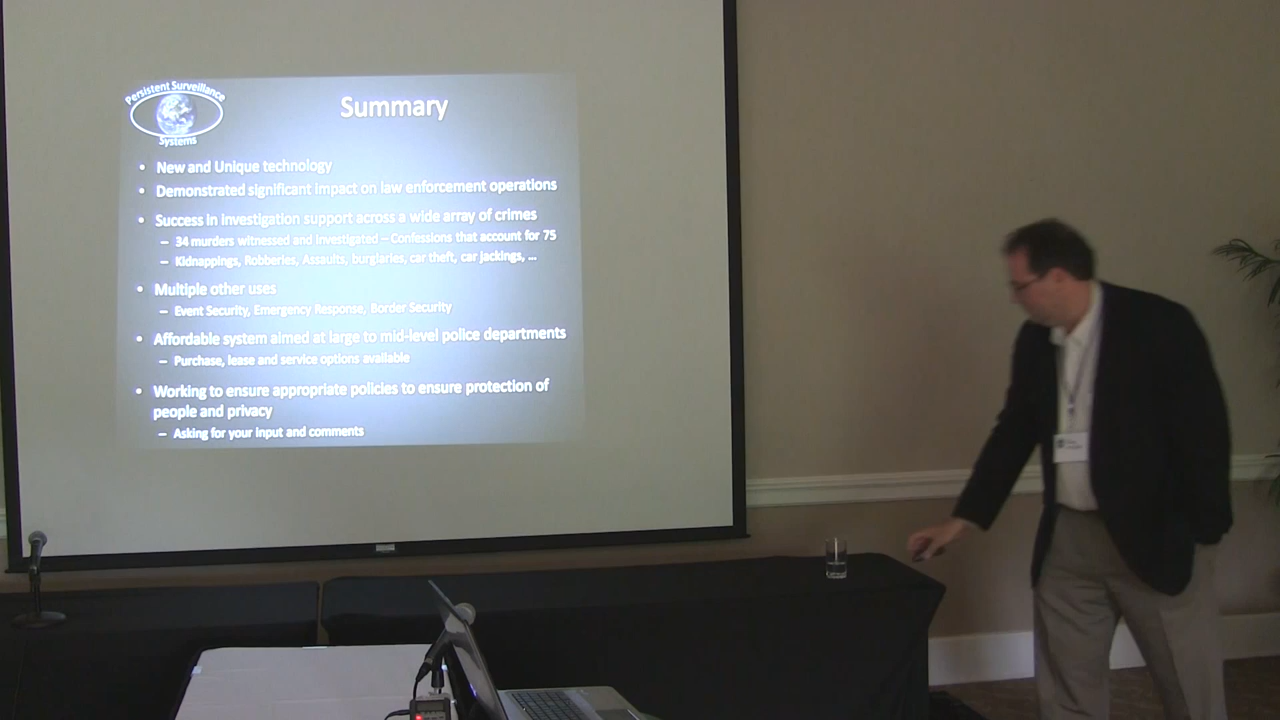 Persistent Surveillance
Systems
Summary
• New and Unique technology
• Demonstrated significant impact on law enforcement operations
• Success in investigation support across a wide array of crimes
– 34 murders witnessed and investigated – Confessions that account for 75
– Kidnappings, Robberies, Assaults, burglaries, car theft, car jackings, ...
• Multiple other uses
– Event Security, Emergency Response, Border Security
• Affordable system aimed at large to mid-level police departments
– Purchase, lease and service options available
• Working to ensure appropriate policies to ensure protection of
people and privacy
– Asking for your input and comments